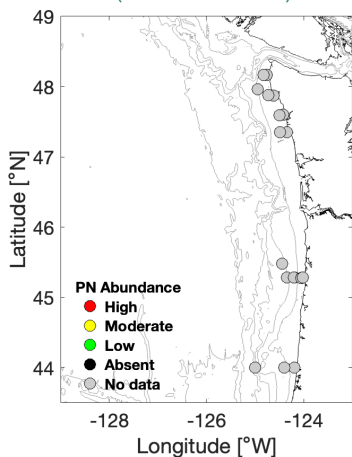 49
48
47
46
45
44
Latitude [°N]
PN Abundance
High
Moderate
Low
Absent
No data
-128
-126
-124
Longitude [°W]